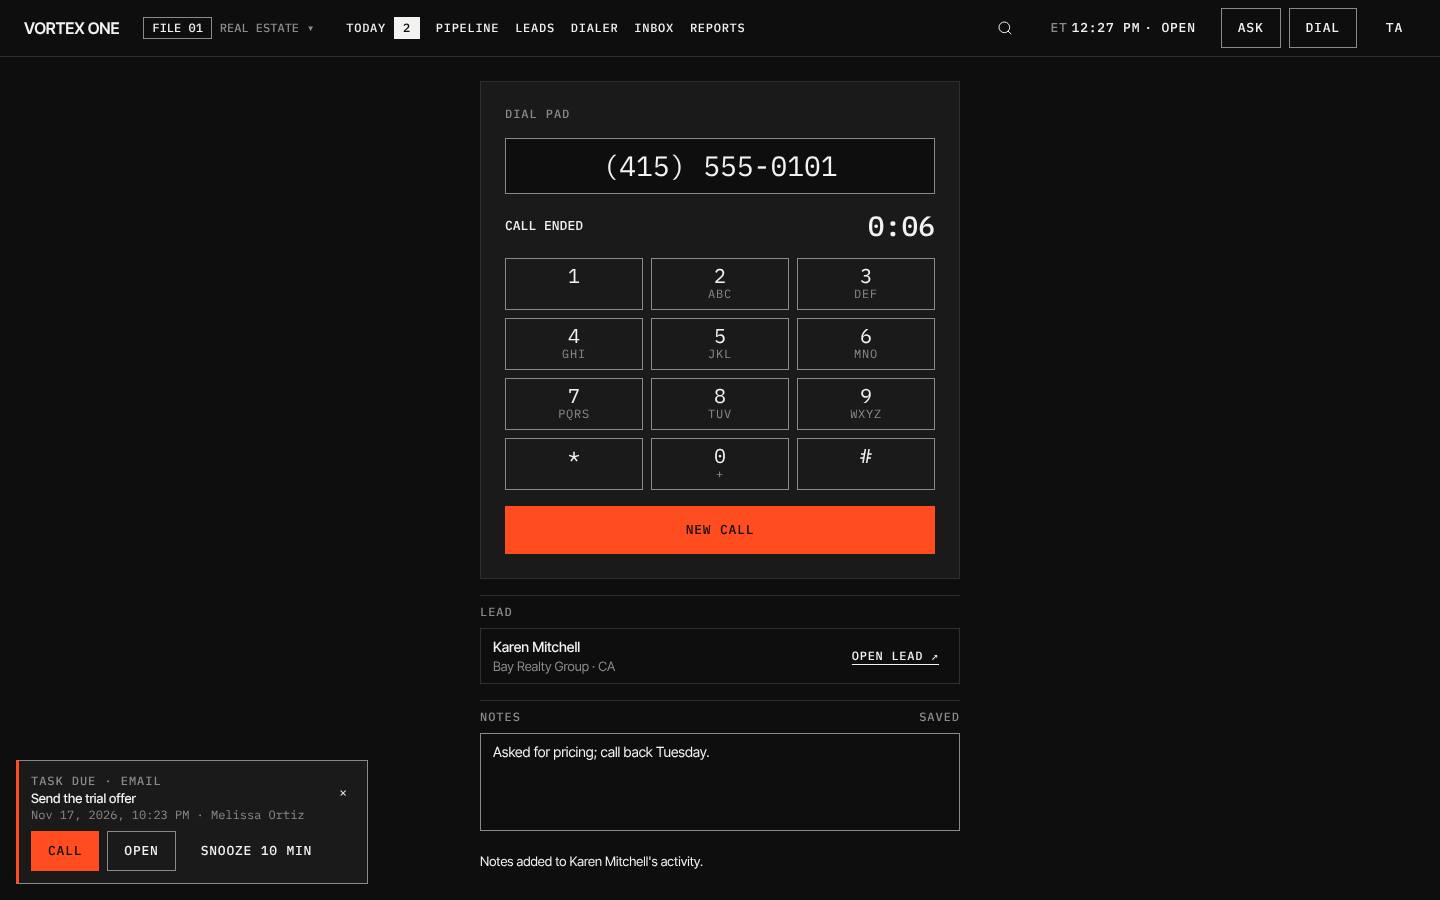 VORTEX ONE FILE 01 REAL ESTATE ▾ TODAY 2 PIPELINE LEADS DIALER INBOX REPORTS ET 12:27 PM · OPEN ASK DIAL TA
DIAL PAD
(415) 555-0101
CALL ENDED 0:06
1 2 3
ABC DEF
4 5 6
GHI JKL MNO
7 8 9
PQRS TUV WXYZ
* 0 #
+
NEW CALL
LEAD
Karen Mitchell
Bay Realty Group · CA
OPEN LEAD ↗
NOTES SAVED
Asked for pricing; call back Tuesday.
Notes added to Karen Mitchell's activity.
TASK DUE · EMAIL
Send the trial offer
×
Nov 17, 2026, 10:23 PM · Melissa Ortiz
CALL OPEN SNOOZE 10 MIN